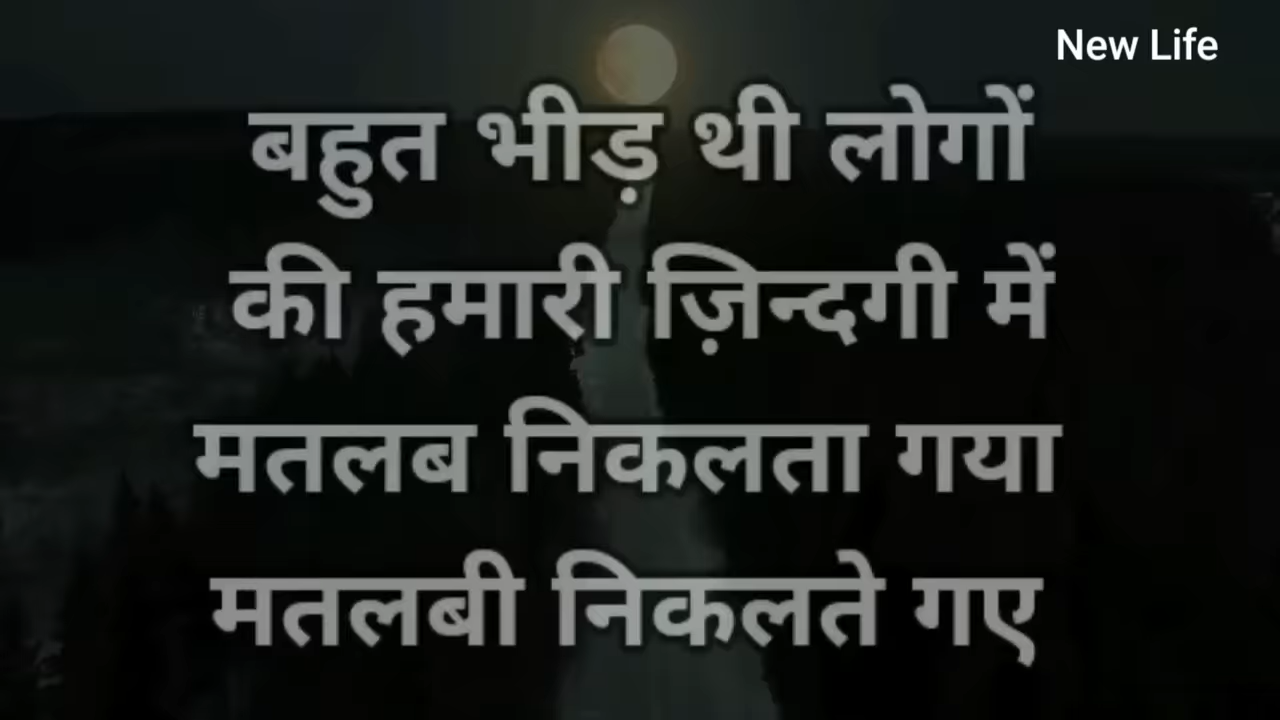 New Life
बहुत भीड़ थी लोगों
की हमारी ज़िन्दगी में
मतलब निकलता गया
मतलबी निकलते गए